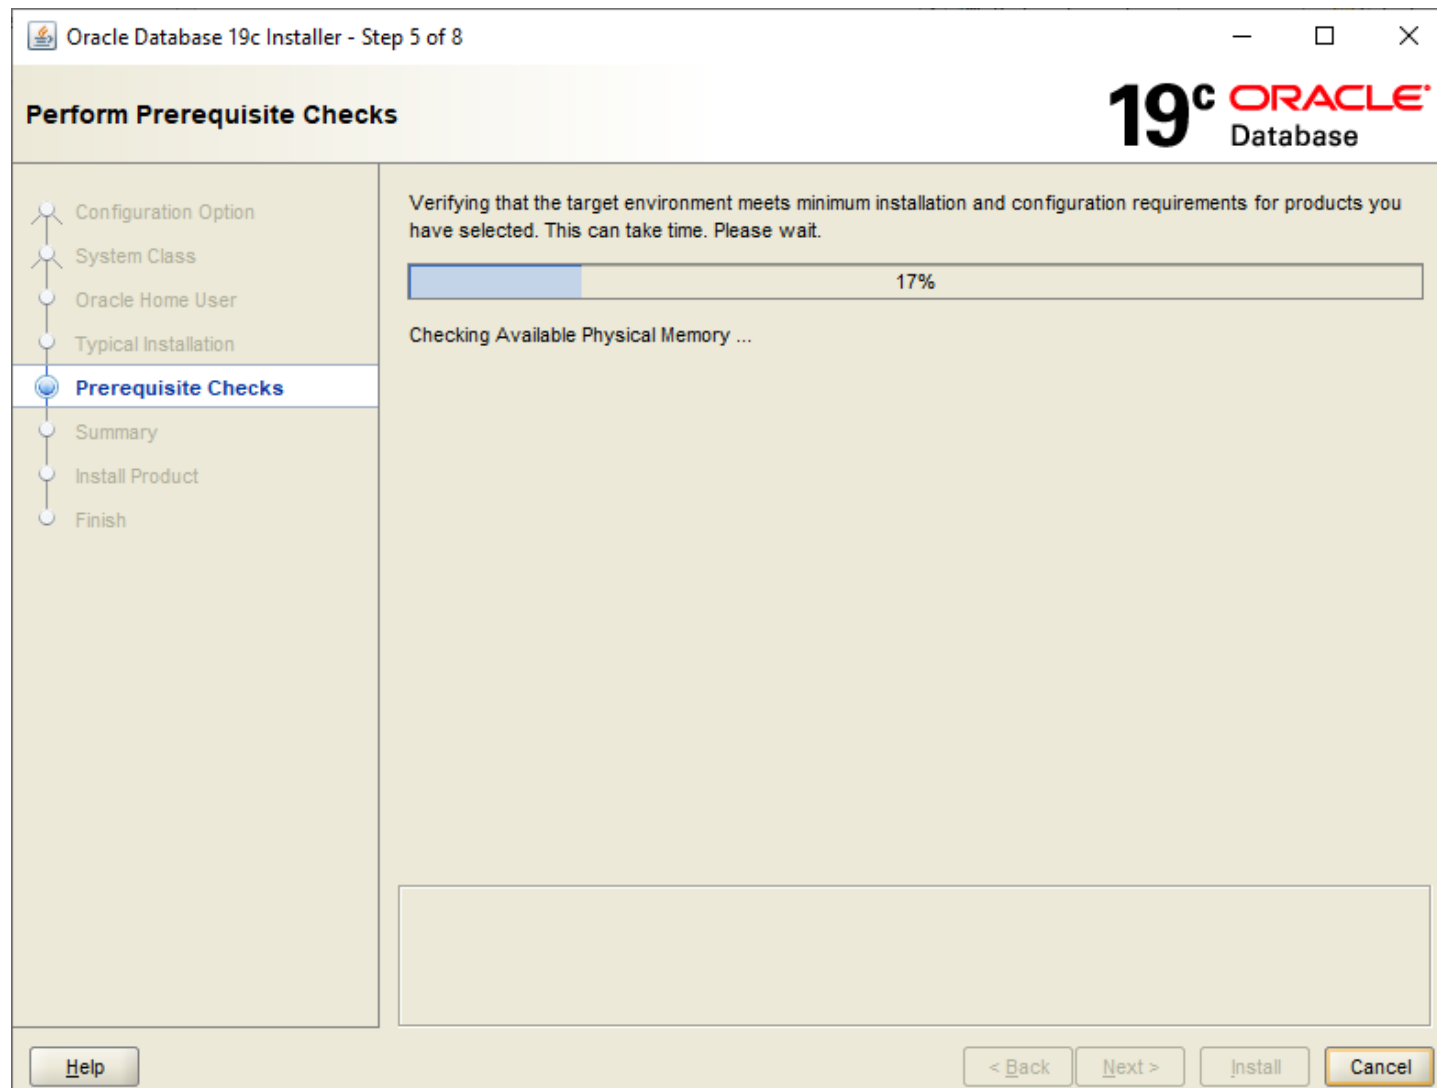 Oracle Database 19c Installer - Step 5 of 8
Perform Prerequisite Checks
19c ORACLE
Database
Configuration Option
System Class
Oracle Home User
Typical Installation
Prerequisite Checks
Summary
Install Product
Finish
Verifying that the target environment meets minimum installation and configuration requirements for products you
have selected. This can take time. Please wait.
17%
Checking Available Physical Memory ...
Help
< Back
Next >
Install
Cancel